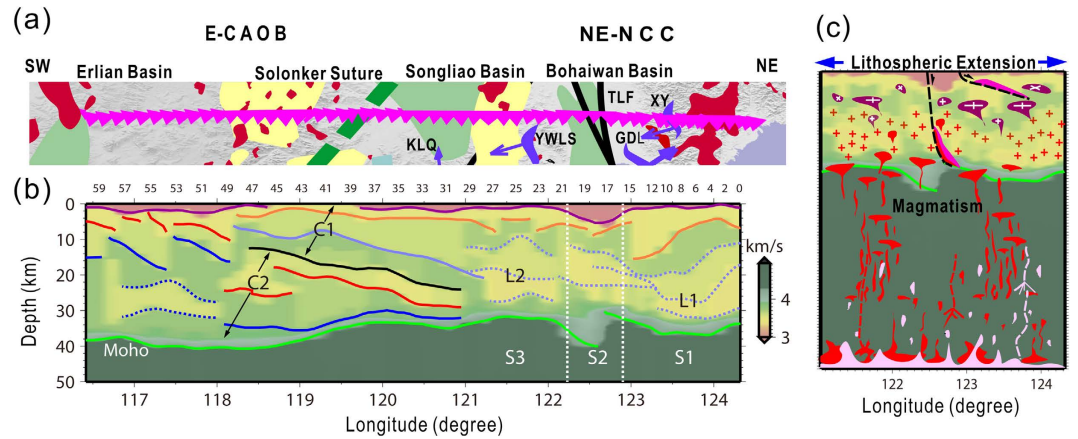 (a)
E-CAOB NE-NCC
SW Erlian Basin Solonker Suture Songliao Basin Bohaiwan Basin NE
TLF XY
KLQ YWLS GDL
(b)
59 57 55 53 51 49 47 45 43 41 39 37 35 33 31 29 27 25 23 21 17 15 12 10 8 6 4 2 0
0
10
20
30
40
50
Depth (km)
C1
C2
L2
L1
Moho
S3 S2 S1
km/s
4
3
117 118 119 120 121 122 123 124
Longitude (degree)
(c)
Lithospheric Extension
Magmatism
122 123 124
Longitude (degree)